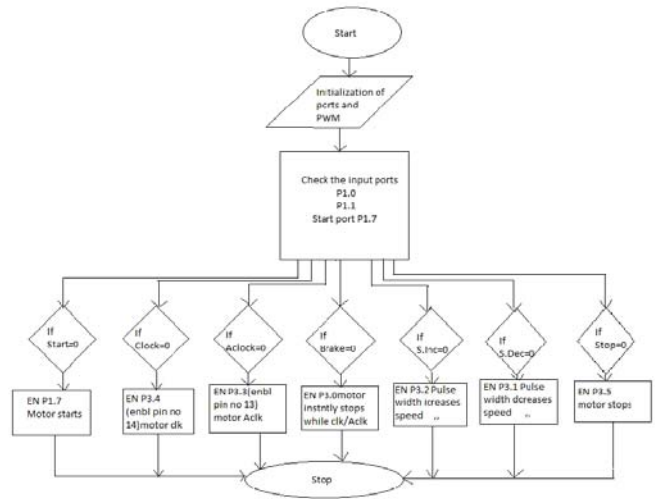 Start
Initialization of
ports and
PWM
Check the input ports
P1.0
P1.1
Start port P1.7
If
Start=0
If
Clock=0
If
Aclock=0
If
Brake=0
If
S.Inc=0
If
S.Dec=0
If
Stop=0
EN P1.7
Motor starts
EN P3.4
(enbl pin no
14)motor clk
EN P3.3(enbl
pin no 13)
motor Aclk
EN P3.0motor
instntly stops
while clk/Aclk
EN P3.2 Pulse
width icreases
speed ,,
EN P3.1 Pulse
width dcreases
speed ,,
EN P3.5
motor stops
Stop